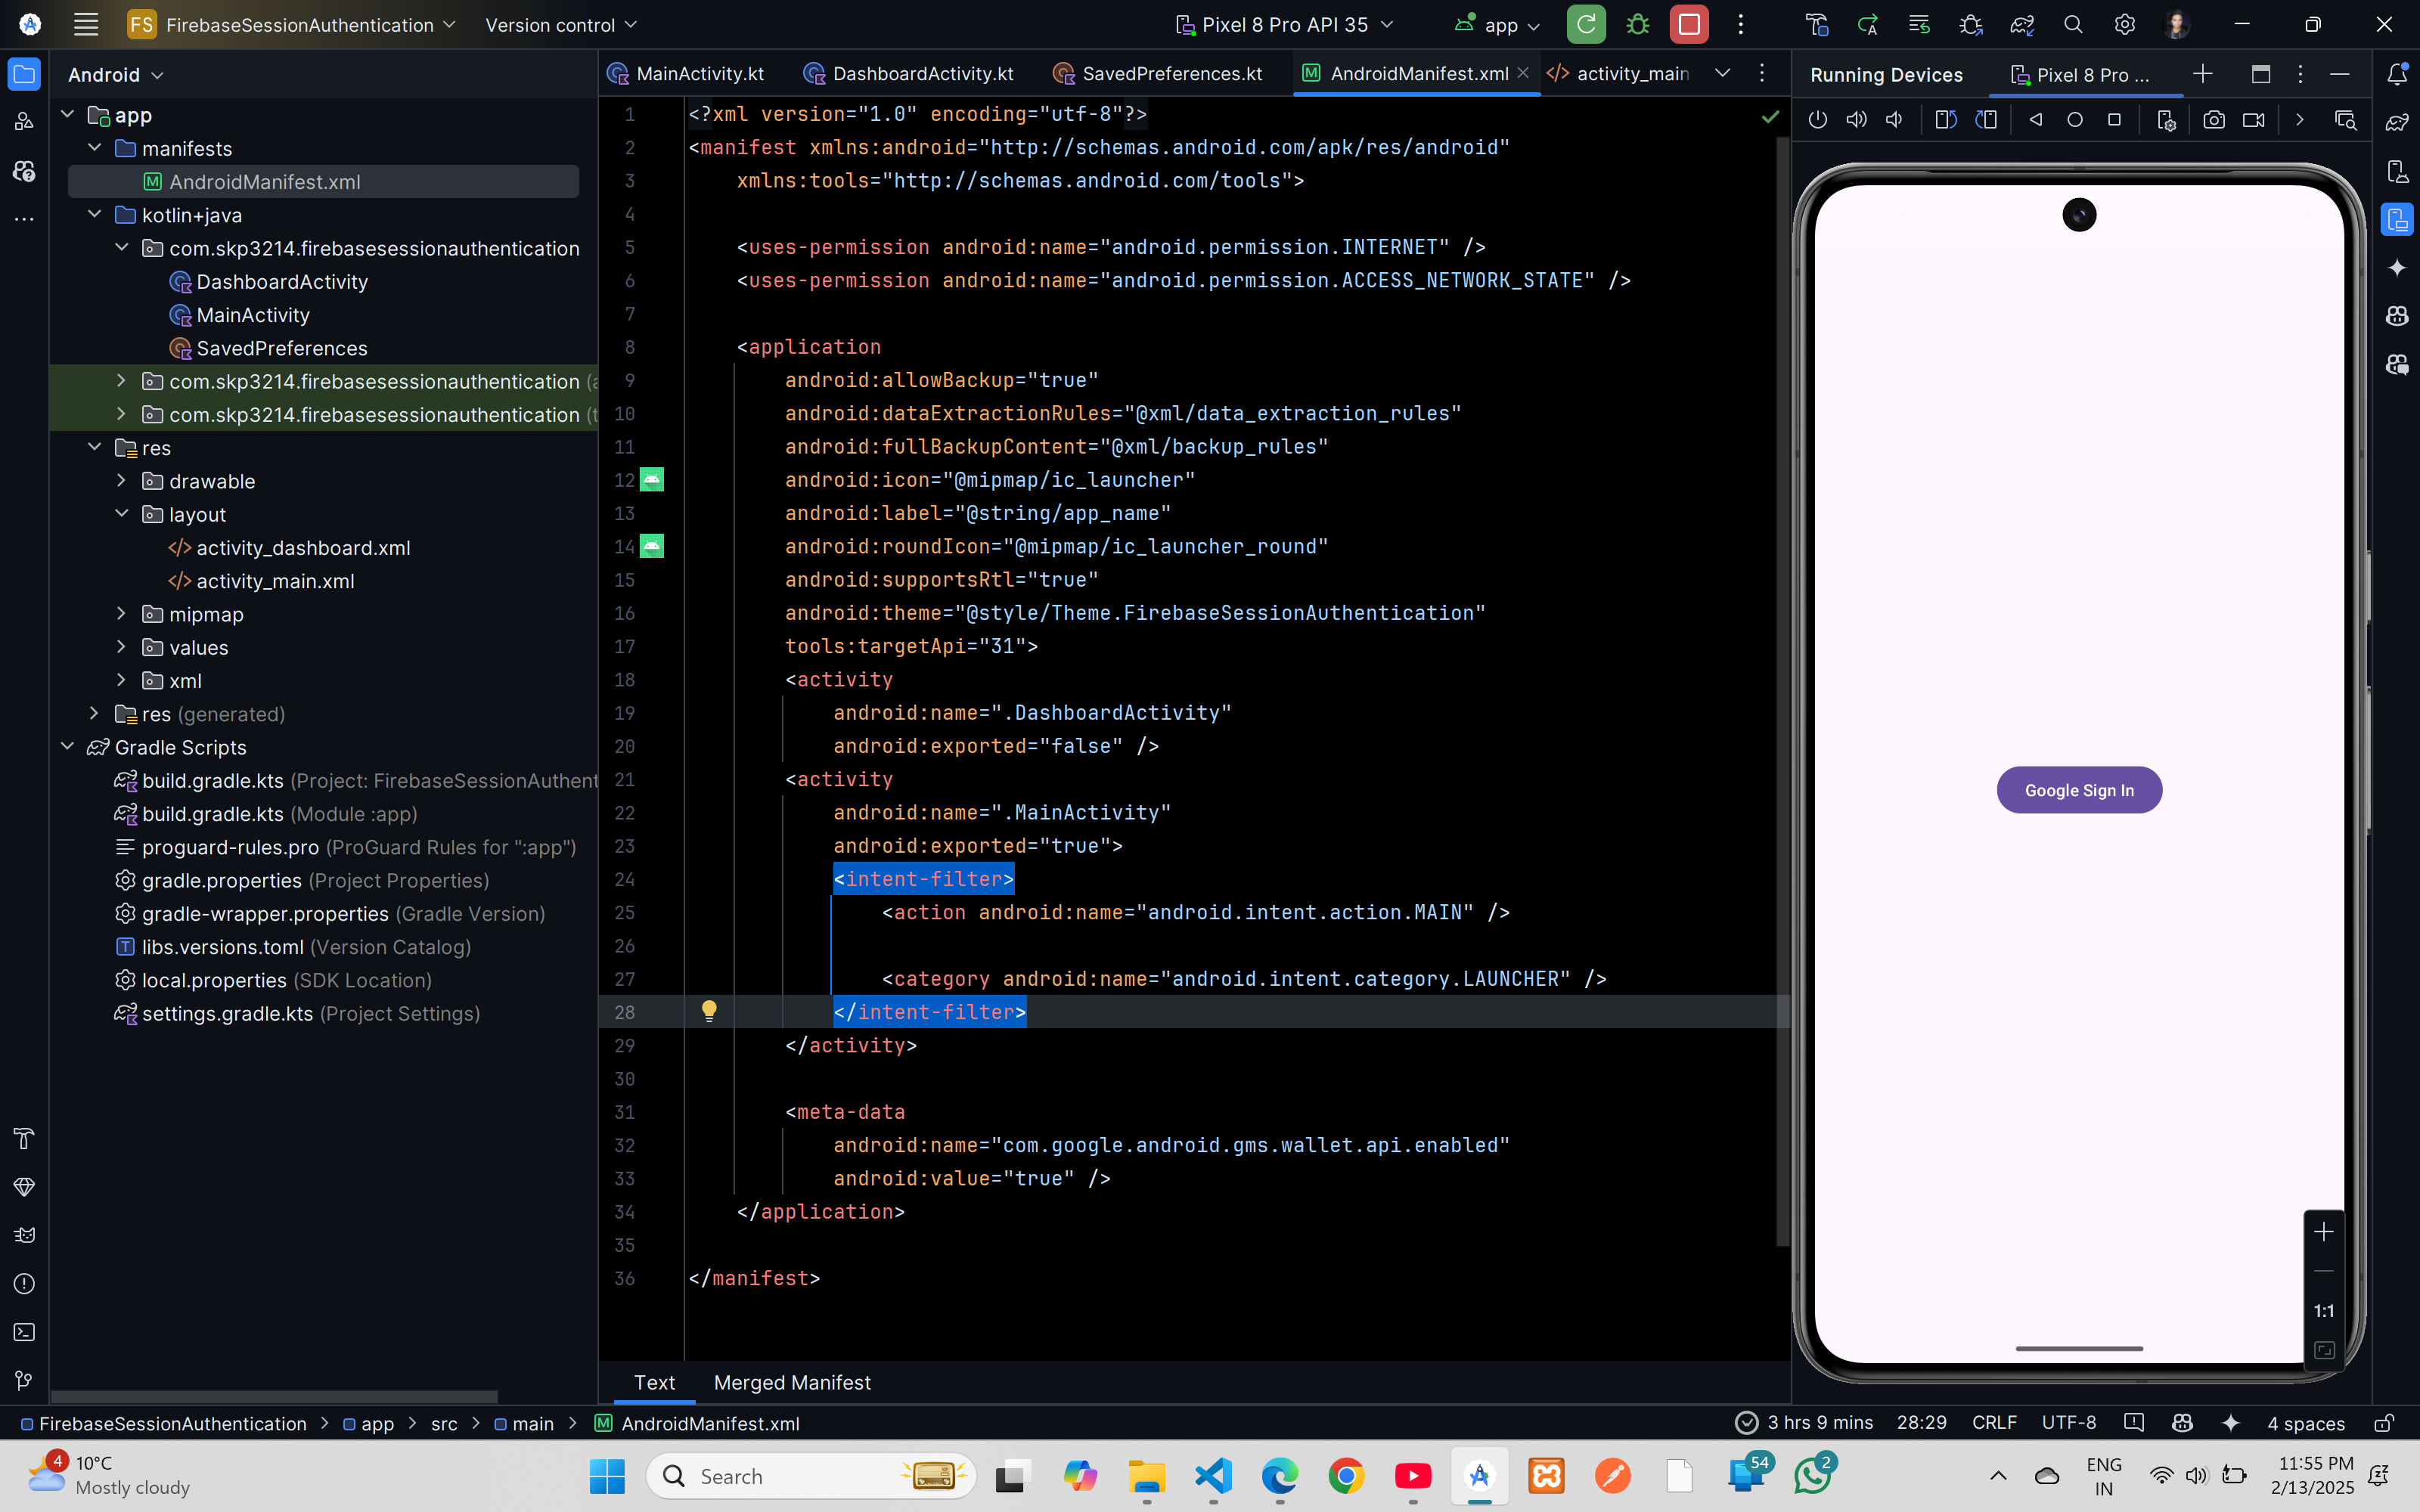 FS FirebaseSessionAuthentication Version control Pixel 8 Pro API 35 app
Android
app
manifests
AndroidManifest.xml
kotlin+java
com.skp3214.firebasesessionauthentication
DashboardActivity
MainActivity
SavedPreferences
com.skp3214.firebasesessionauthentication
com.skp3214.firebasesessionauthentication
res
drawable
layout
activity_dashboard.xml
activity_main.xml
mipmap
values
xml
res (generated)
Gradle Scripts
build.gradle.kts (Project: FirebaseSessionAuthent
build.gradle.kts (Module :app)
proguard-rules.pro (ProGuard Rules for ":app")
gradle.properties (Project Properties)
gradle-wrapper.properties (Gradle Version)
libs.versions.toml (Version Catalog)
local.properties (SDK Location)
settings.gradle.kts (Project Settings)
MainActivity.kt DashboardActivity.kt SavedPreferences.kt AndroidManifest.xml activity_main
1 <?xml version="1.0" encoding="utf-8"?>
2 <manifest xmlns:android="http://schemas.android.com/apk/res/android"
3 xmlns:tools="http://schemas.android.com/tools">
4
5 <uses-permission android:name="android.permission.INTERNET" />
6 <uses-permission android:name="android.permission.ACCESS_NETWORK_STATE" />
7
8 <application
9 android:allowBackup="true"
10 android:dataExtractionRules="@xml/data_extraction_rules"
11 android:fullBackupContent="@xml/backup_rules"
12 android:icon="@mipmap/ic_launcher"
13 android:label="@string/app_name"
14 android:roundIcon="@mipmap/ic_launcher_round"
15 android:supportsRtl="true"
16 android:theme="@style/Theme.FirebaseSessionAuthentication"
17 tools:targetApi="31">
18 <activity
19 android:name=".DashboardActivity"
20 android:exported="false" />
21 <activity
22 android:name=".MainActivity"
23 android:exported="true">
24 <intent-filter>
25 <action android:name="android.intent.action.MAIN" />
26
27 <category android:name="android.intent.category.LAUNCHER" />
28 </intent-filter>
29 </activity>
30
31 <meta-data
32 android:name="com.google.android.gms.wallet.api.enabled"
33 android:value="true" />
34 </application>
35
36 </manifest>
Text Merged Manifest
Running Devices Pixel 8 Pro ...
Google Sign In
1:1
FirebaseSessionAuthentication > app > src > main > AndroidManifest.xml 3 hrs 9 mins 28:29 CRLF UTF-8 4 spaces
4
10°C
Mostly cloudy
Search
54
2
ENG
IN
11:55 PM
2/13/2025